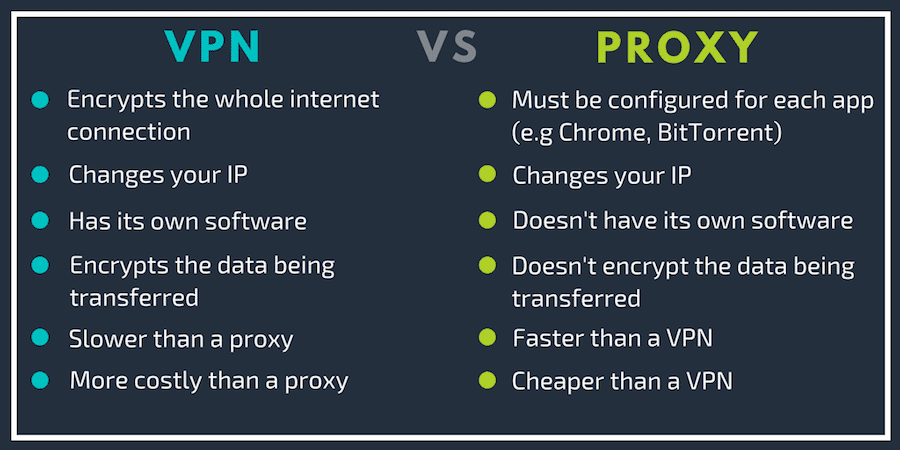 VPN VS PROXY
Encrypts the whole internet
connection
Changes your IP
Has its own software
Encrypts the data being
transferred
Slower than a proxy
More costly than a proxy
Must be configured for each app
(e.g Chrome, BitTorrent)
Changes your IP
Doesn't have its own software
Doesn't encrypt the data being
transferred
Faster than a VPN
Cheaper than a VPN